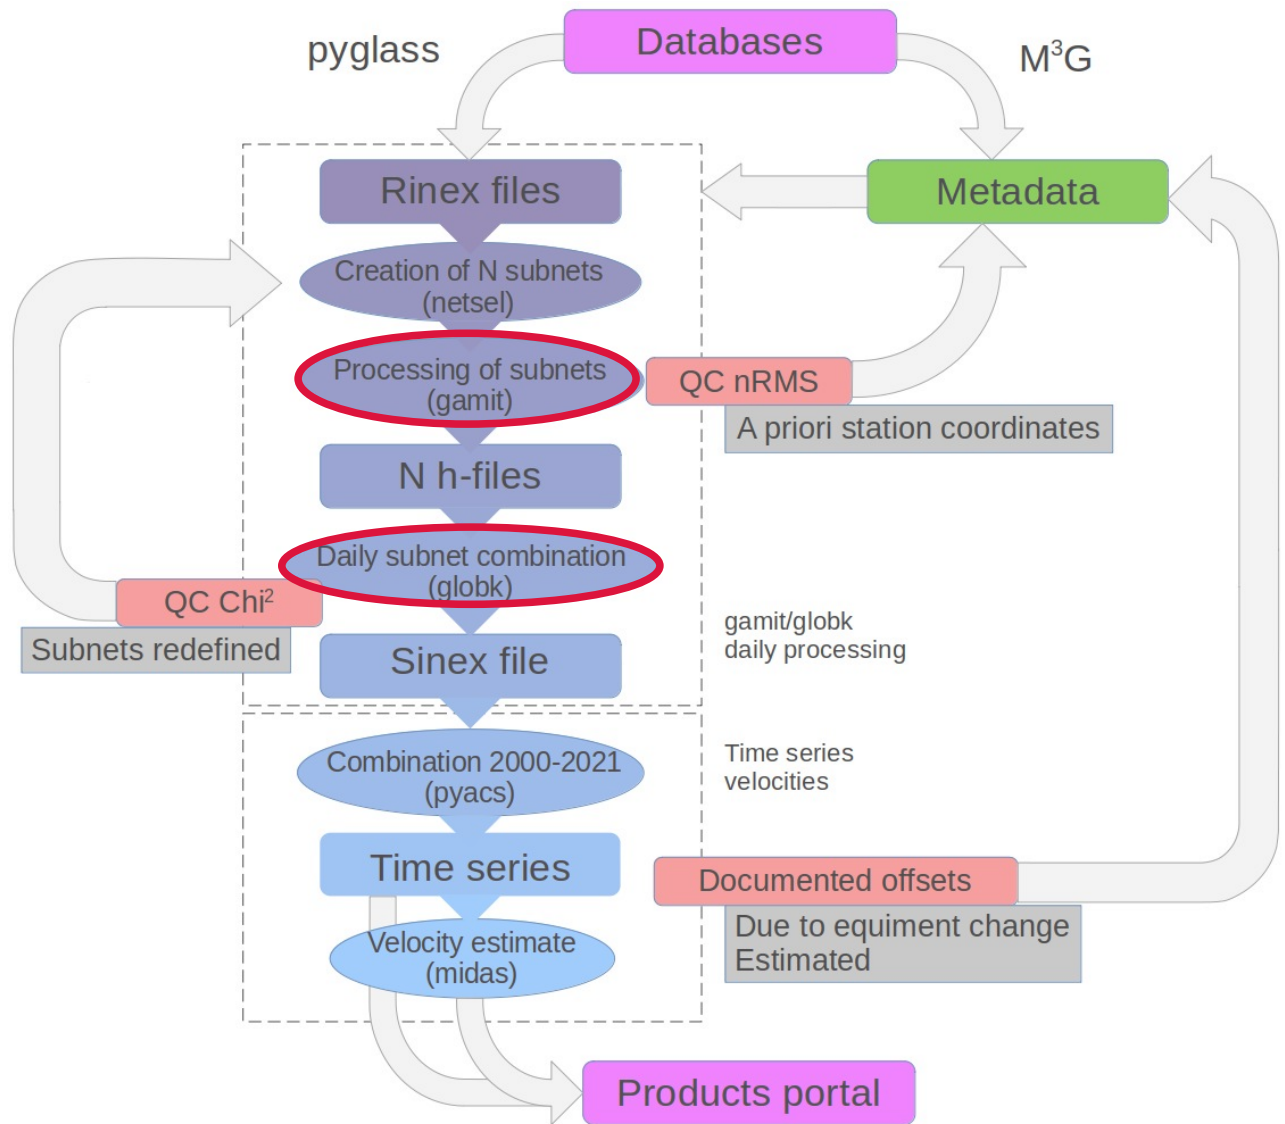 Databases
pyglass
M³G
Rinex files
Metadata
Creation of N subnets
(netsel)
Processing of subnets
(gamit)
QC nRMS
A priori station coordinates
N h-files
Daily subnet combination
(globk)
QC Chi²
Subnets redefined
gamit/globk
daily processing
Sinex file
Combination 2000-2021
(pyacs)
Time series
velocities
Time series
Documented offsets
Due to equiment change
Estimated
Velocity estimate
(midas)
Products portal